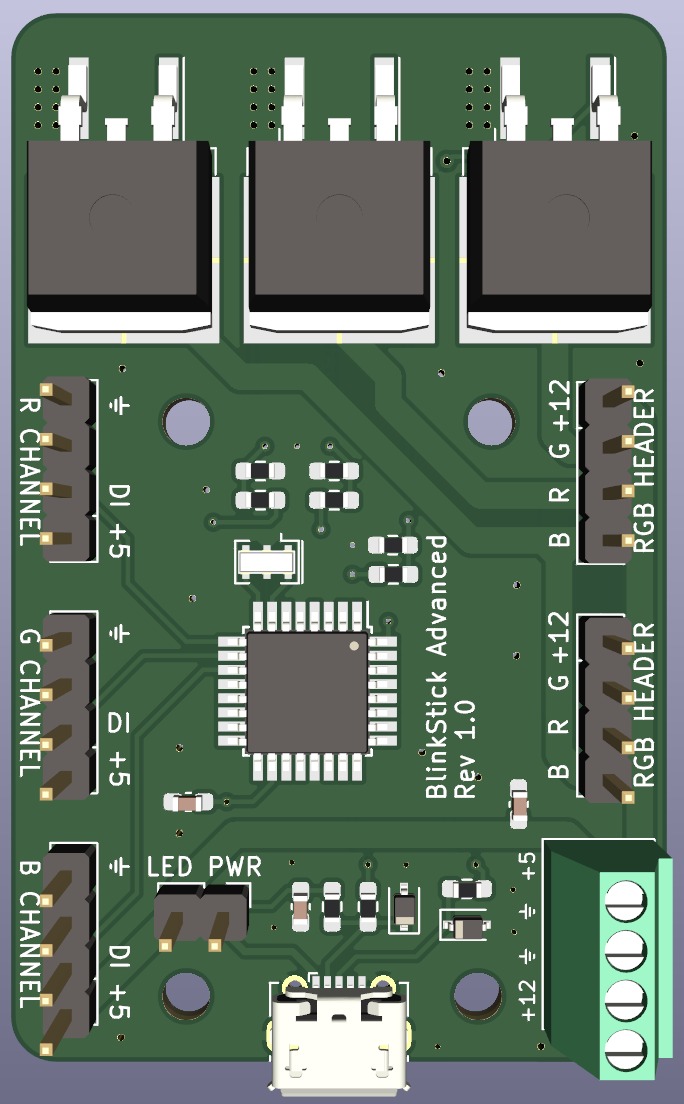 R CHANNEL
DI +5
+12
G
R
B
RGB HEADER
BlinkStick Advanced
Rev 1.0
G CHANNEL
DI +5
+12
G
R
B
RGB HEADER
LED PWR
B CHANNEL
DI +5
+5
+12